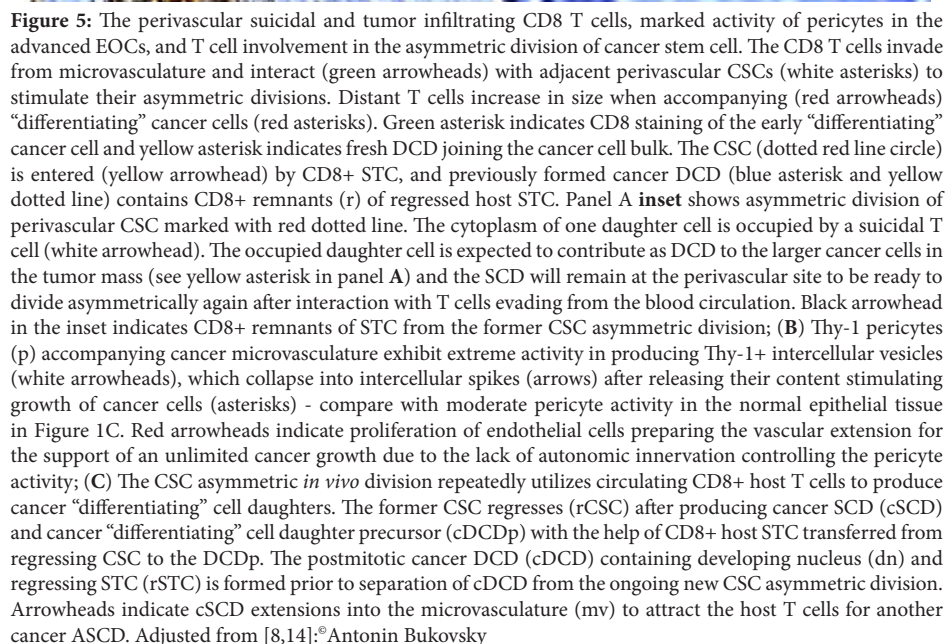 Figure 5: The perivascular suicidal and tumor infiltrating CD8 T cells, marked activity of pericytes in the
advanced EOCs, and T cell involvement in the asymmetric division of cancer stem cell. The CD8 T cells invade
from microvasculature and interact (green arrowheads) with adjacent perivascular CSCs (white asterisks) to
stimulate their asymmetric divisions. Distant T cells increase in size when accompanying (red arrowheads)
“differentiating” cancer cells (red asterisks). Green asterisk indicates CD8 staining of the early “differentiating”
cancer cell and yellow asterisk indicates fresh DCD joining the cancer cell bulk. The CSC (dotted red line circle)
is entered (yellow arrowhead) by CD8+ STC, and previously formed cancer DCD (blue asterisk and yellow
dotted line) contains CD8+ remnants (r) of regressed host STC. Panel A inset shows asymmetric division of
perivascular CSC marked with red dotted line. The cytoplasm of one daughter cell is occupied by a suicidal T
cell (white arrowhead). The occupied daughter cell is expected to contribute as DCD to the larger cancer cells in
the tumor mass (see yellow asterisk in panel A) and the SCD will remain at the perivascular site to be ready to
divide asymmetrically again after interaction with T cells evading from the blood circulation. Black arrowhead
in the inset indicates CD8+ remnants of STC from the former CSC asymmetric division; (B) Thy-1 pericytes
(p) accompanying cancer microvasculature exhibit extreme activity in producing Thy-1+ intercellular vesicles
(white arrowheads), which collapse into intercellular spikes (arrows) after releasing their content stimulating
growth of cancer cells (asterisks) - compare with moderate pericyte activity in the normal epithelial tissue
in Figure 1C. Red arrowheads indicate proliferation of endothelial cells preparing the vascular extension for
the support of an unlimited cancer growth due to the lack of autonomic innervation controlling the pericyte
activity; (C) The CSC asymmetric in vivo division repeatedly utilizes circulating CD8+ host T cells to produce
cancer “differentiating” cell daughters. The former CSC regresses (rCSC) after producing cancer SCD (cSCD)
and cancer “differentiating” cell daughter precursor (cDCDp) with the help of CD8+ host STC transferred from
regressing CSC to the DCDp. The postmitotic cancer DCD (cDCD) containing developing nucleus (dn) and
regressing STC (rSTC) is formed prior to separation of cDCD from the ongoing new CSC asymmetric division.
Arrowheads indicate cSCD extensions into the microvasculature (mv) to attract the host T cells for another
cancer ASCD. Adjusted from [8,14]:©Antonin Bukovsky